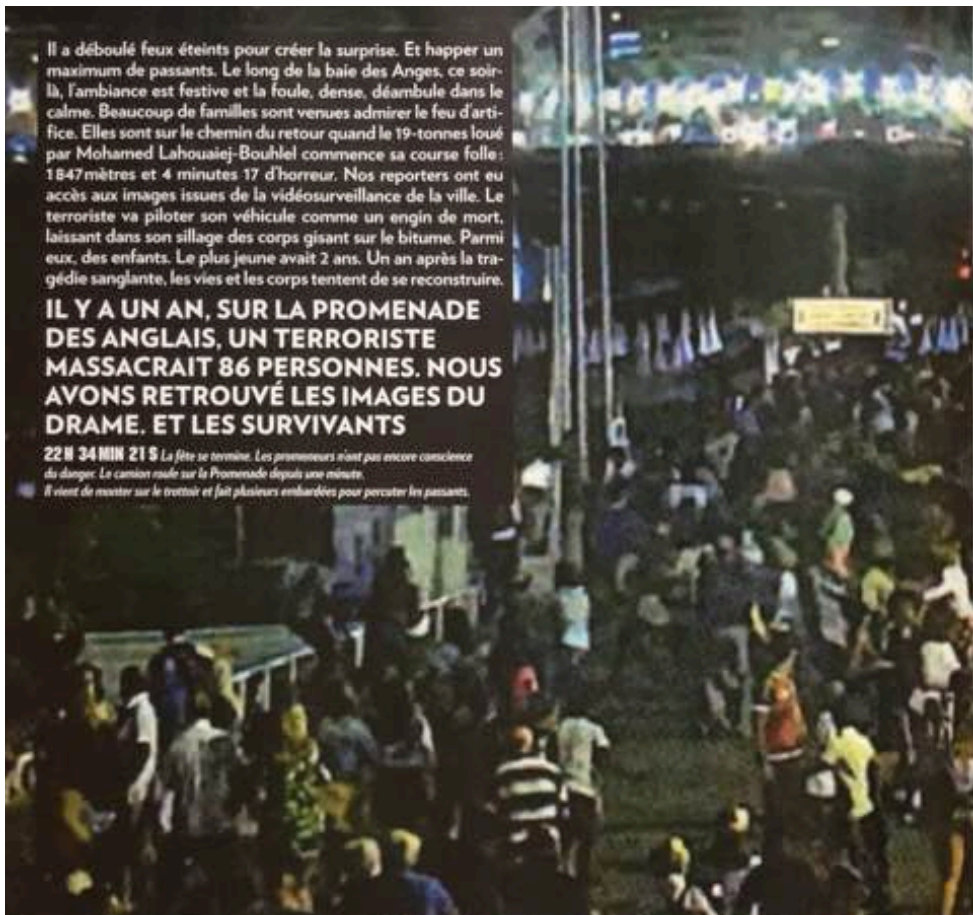 Il a déboulé feux éteints pour créer la surprise. Et happer un
maximum de passants. Le long de la baie des Anges, ce soir-
là, l'ambiance est festive et la foule, dense, déambule dans le
calme. Beaucoup de familles sont venues admirer le feu d'arti-
fice. Elles sont sur le chemin du retour quand le 19-tonnes loué
par Mohamed Lahouaiej-Bouhlel commence sa course folle :
1 847 mètres et 4 minutes 17 d'horreur. Nos reporters ont eu
accès aux images issues de la vidéosurveillance de la ville. Le
terroriste va piloter son véhicule comme un engin de mort,
laissant dans son sillage des corps gisant sur le bitume. Parmi
eux, des enfants. Le plus jeune avait 2 ans. Un an après la tra-
gédie sanglante, les vies et les corps tentent de se reconstruire.
IL Y A UN AN, SUR LA PROMENADE
DES ANGLAIS, UN TERRORISTE
MASSACRAIT 86 PERSONNES. NOUS
AVONS RETROUVÉ LES IMAGES DU
DRAME. ET LES SURVIVANTS
22 H 34 MIN 21 S La fête se termine. Les promeneurs n'ont pas encore conscience
du danger. Le camion roule sur la Promenade depuis une minute.
Il vient de monter sur le trottoir et fait plusieurs embardées pour percuter les passants.